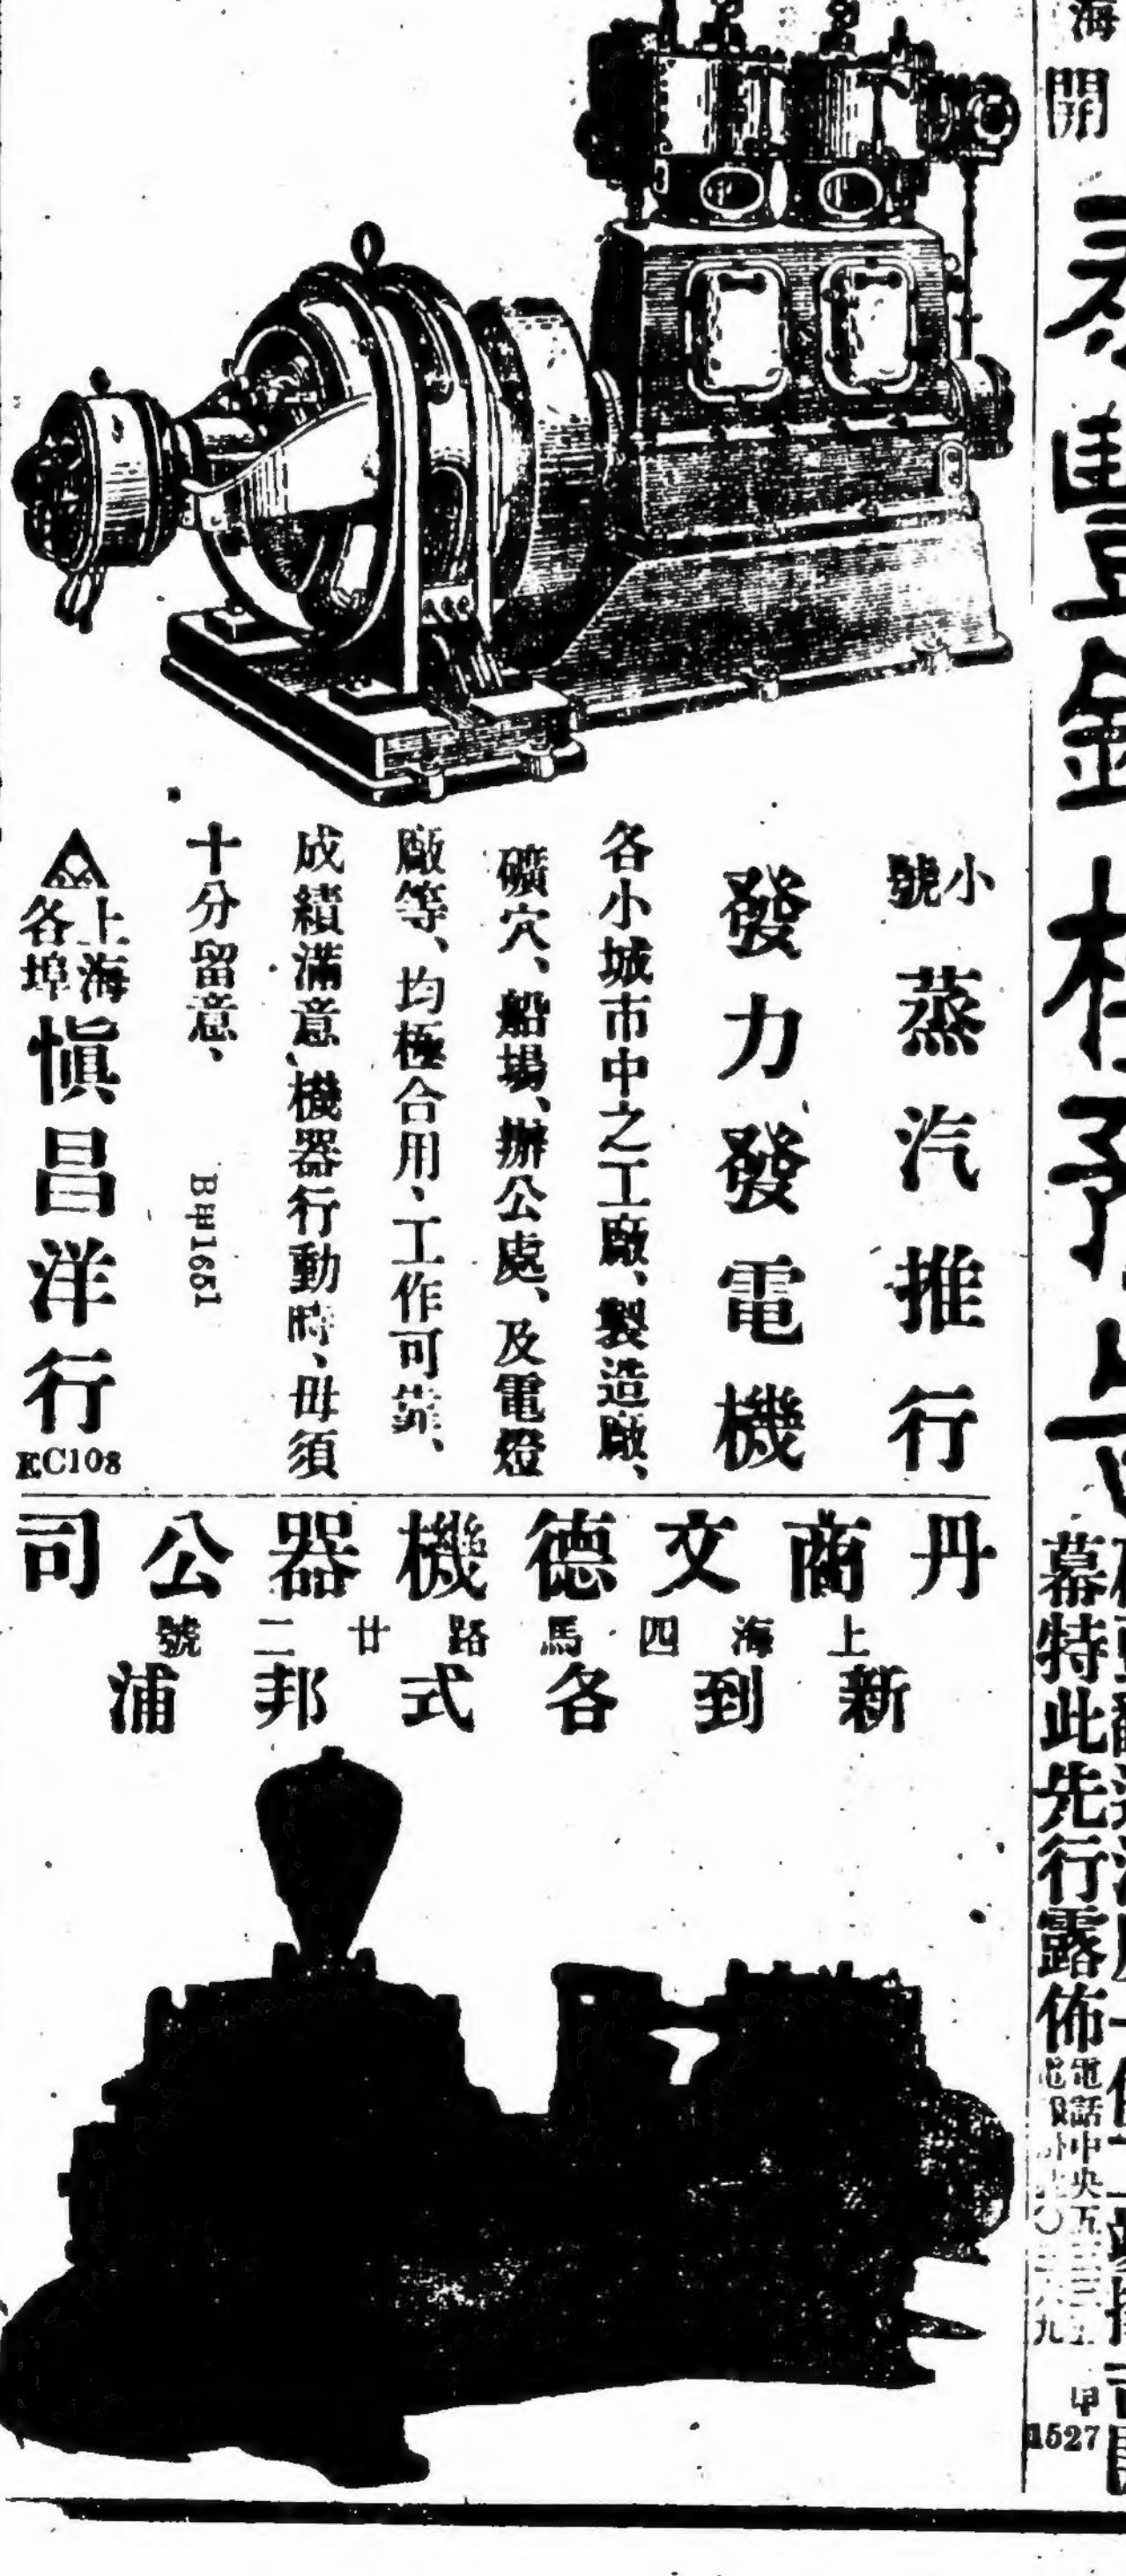 小號 蒸汽推行
發力發電機
各小城市中之工廠、製造廠、
礦穴、船場、辦公處、及電燈
廠等、均極合用、工作可靠、
成績滿意、機器行動時、毋須
十分留意、 B甲1651
上海
各埠
慎昌洋行
EC108
丹商文德機器公司
上海四馬路廿二號
新到各式邦浦
海
開
幕特此先行露佈
電話中央五
甲
1527